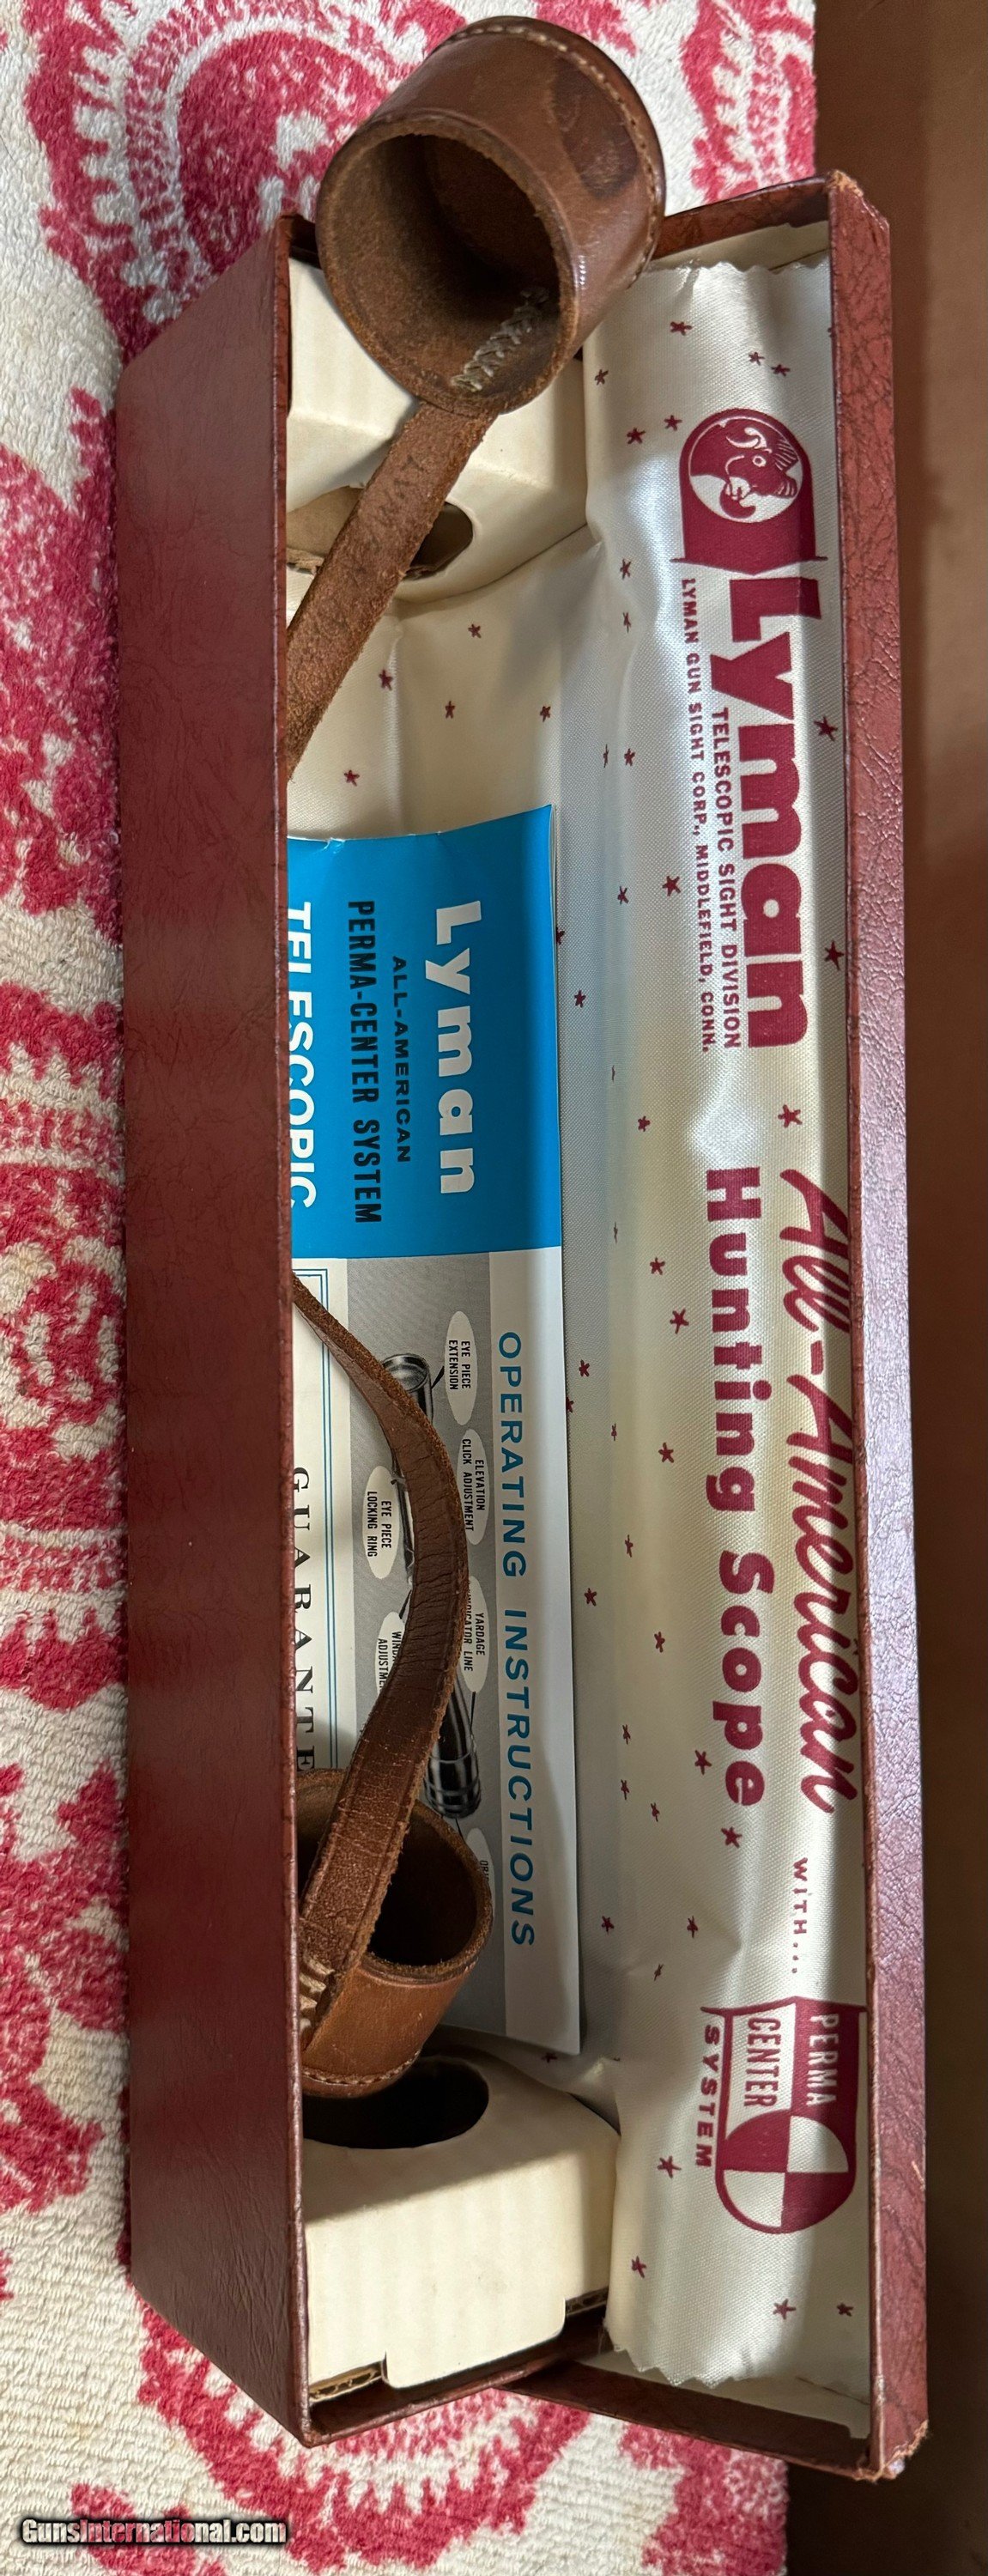 Lyman
TELESCOPIC SIGHT DIVISION
LYMAN GUN SIGHT CORP., MIDDLEFIELD, CONN.
All-American
Hunting Scope
WITH...
PERMA
CENTER
SYSTEM
Lyman
ALL-AMERICAN
PERMA-CENTER SYSTEM
TELESCOPIC
OPERATING INSTRUCTIONS
EYE PIECE
EXTENSION
ELEVATION
CLICK ADJUSTMENT
EYE PIECE
LOCKING RING
YARDAGE
INDICATOR LINE
GUARANTE
GunsInternational.com